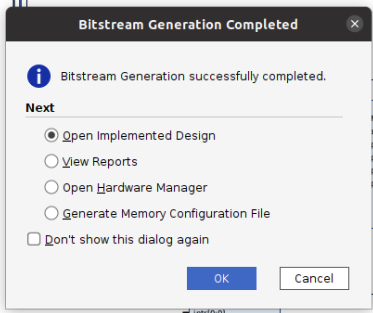 Bitstream Generation Completed
Bitstream Generation successfully completed.
Next
Open Implemented Design
View Reports
Open Hardware Manager
Generate Memory Configuration File
Don't show this dialog again
OK
Cancel